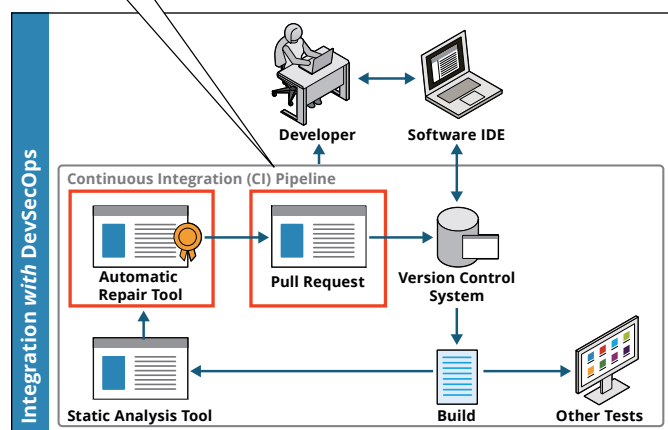 Integration with DevSecOps
Developer
Software IDE
Continuous Integration (CI) Pipeline
Automatic
Repair Tool
Pull Request
Version Control
System
Static Analysis Tool
Build
Other Tests